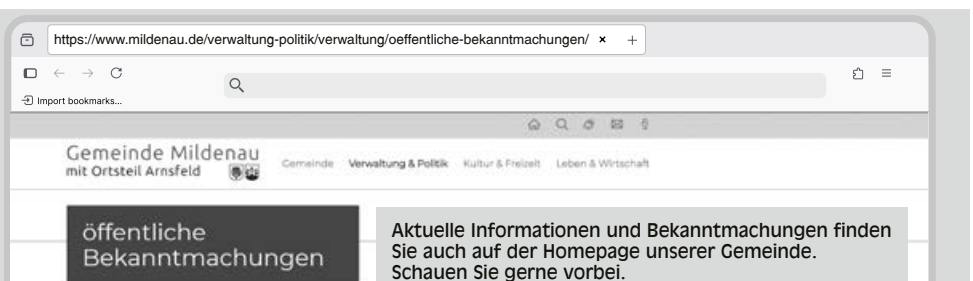 https://www.mildenau.de/verwaltung-politik/verwaltung/oeffentliche-bekanntmachungen/ × +
Import bookmarks...
Gemeinde Mildenau
mit Ortsteil Arnsfeld
Gemeinde Verwaltung & Politik Kultur & Freizeit Leben & Wirtschaft
öffentliche
Bekanntmachungen
Aktuelle Informationen und Bekanntmachungen finden
Sie auch auf der Homepage unserer Gemeinde.
Schauen Sie gerne vorbei.